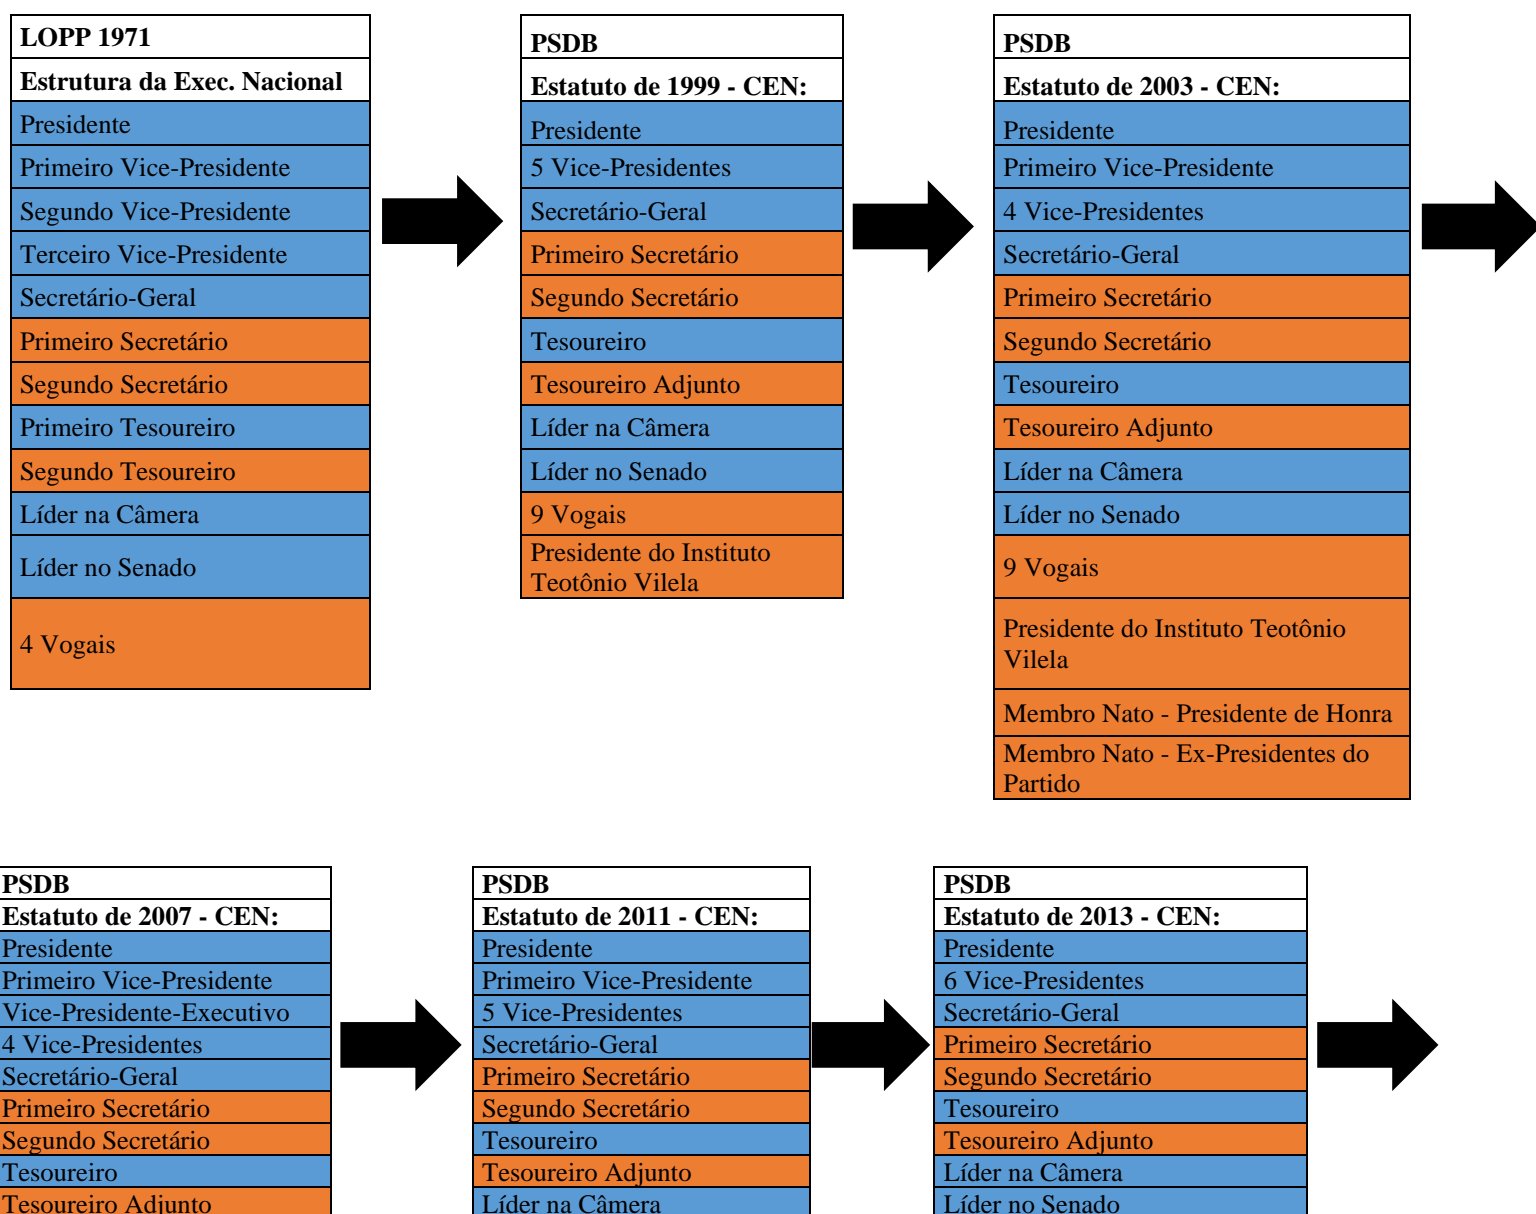 LOPP 1971
Estrutura da Exec. Nacional
Presidente
Primeiro Vice-Presidente
Segundo Vice-Presidente
Terceiro Vice-Presidente
Secretário-Geral
Primeiro Secretário
Segundo Secretário
Primeiro Tesoureiro
Segundo Tesoureiro
Líder na Câmera
Líder no Senado
4 Vogais
PSDB
Estatuto de 1999 - CEN:
Presidente
5 Vice-Presidentes
Secretário-Geral
Primeiro Secretário
Segundo Secretário
Tesoureiro
Tesoureiro Adjunto
Líder na Câmera
Líder no Senado
9 Vogais
Presidente do Instituto
Teotônio Vilela
PSDB
Estatuto de 2003 - CEN:
Presidente
Primeiro Vice-Presidente
4 Vice-Presidentes
Secretário-Geral
Primeiro Secretário
Segundo Secretário
Tesoureiro
Tesoureiro Adjunto
Líder na Câmera
Líder no Senado
9 Vogais
Presidente do Instituto Teotônio
Vilela
Membro Nato - Presidente de Honra
Membro Nato - Ex-Presidentes do
Partido
PSDB
Estatuto de 2007 - CEN:
Presidente
Primeiro Vice-Presidente
Vice-Presidente-Executivo
4 Vice-Presidentes
Secretário-Geral
Primeiro Secretário
Segundo Secretário
Tesoureiro
Tesoureiro Adjunto
PSDB
Estatuto de 2011 - CEN:
Presidente
Primeiro Vice-Presidente
5 Vice-Presidentes
Secretário-Geral
Primeiro Secretário
Segundo Secretário
Tesoureiro
Tesoureiro Adjunto
Líder na Câmera
PSDB
Estatuto de 2013 - CEN:
Presidente
6 Vice-Presidentes
Secretário-Geral
Primeiro Secretário
Segundo Secretário
Tesoureiro
Tesoureiro Adjunto
Líder na Câmera
Líder no Senado